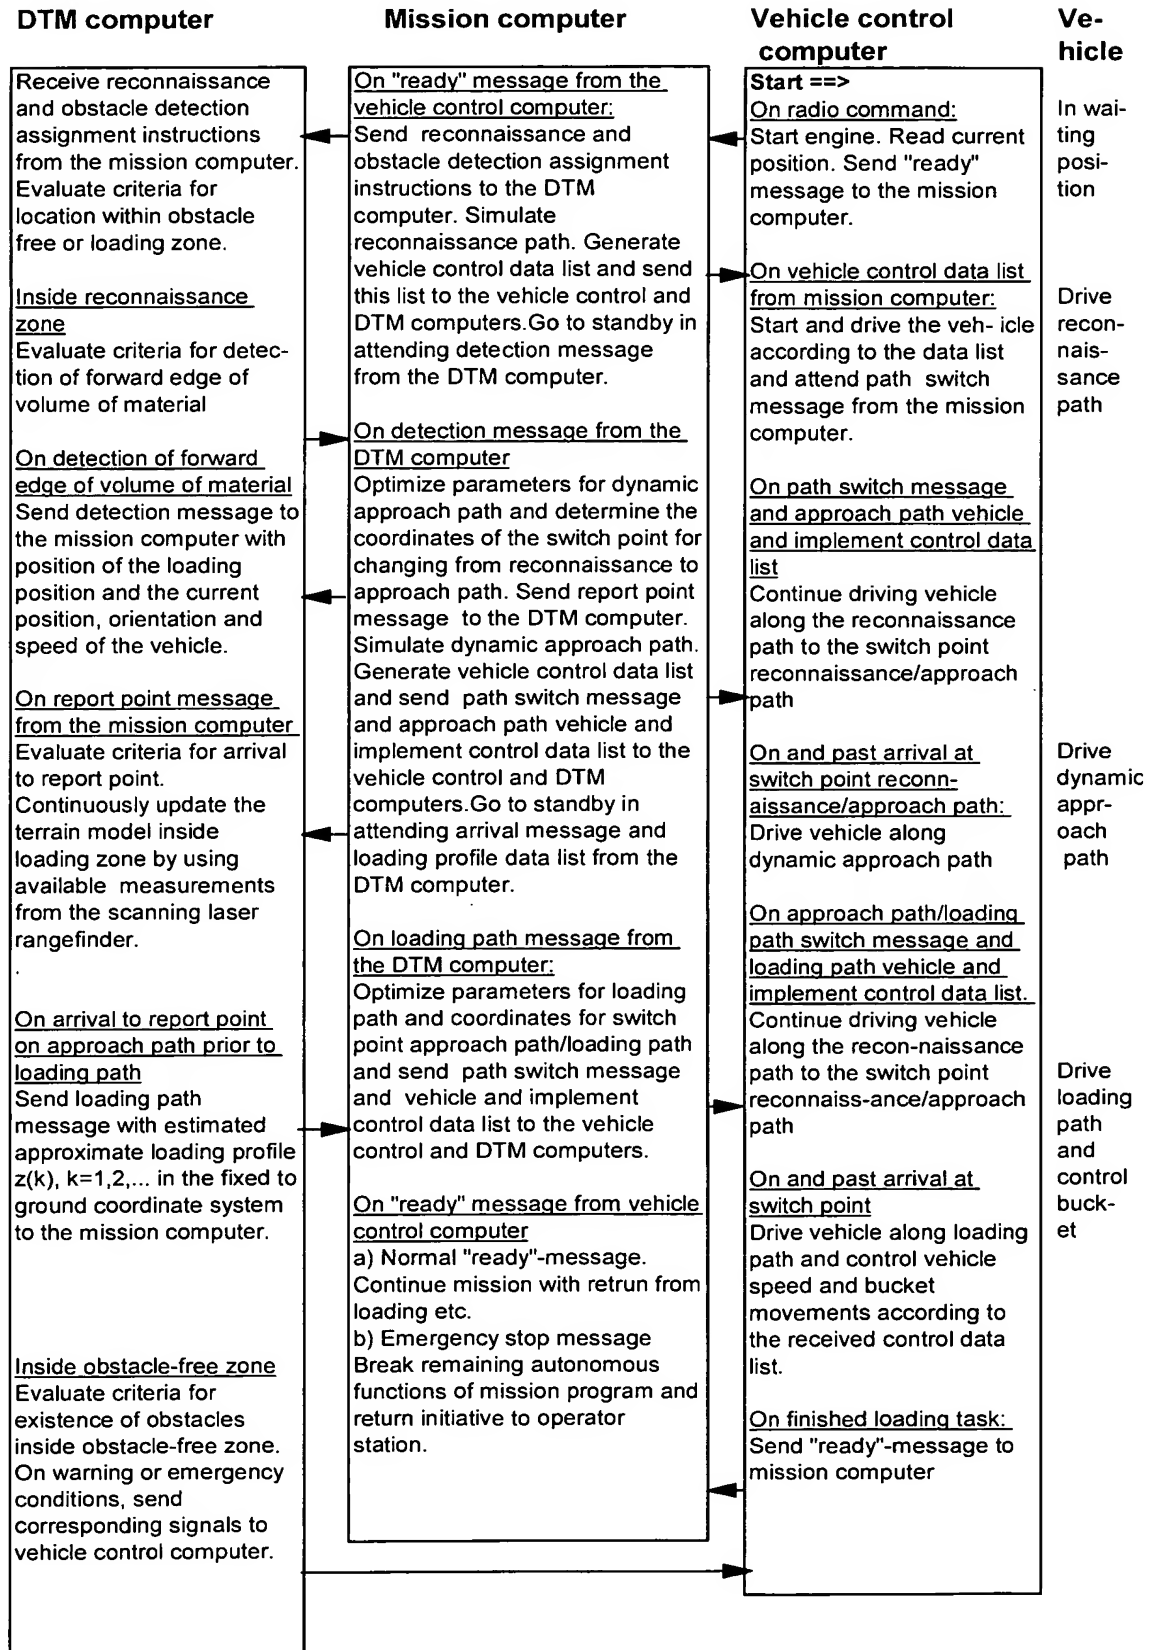 DTM computer
Receive reconnaissance
and obstacle detection
assignment instructions
from the mission computer.
Evaluate criteria for
location within obstacle
free or loading zone.
Inside reconnaissance
zone
Evaluate criteria for detec-
tion of forward edge of
volume of material
On detection of forward
edge of volume of material
Send detection message to
the mission computer with
position of the loading
position and the current
position, orientation and
speed of the vehicle.
On report point message
from the mission computer
Evaluate criteria for arrival
to report point.
Continuously update the
terrain model inside
loading zone by using
available measurements
from the scanning laser
rangefinder.
.
On arrival to report point
on approach path prior to
loading path
Send loading path
message with estimated
approximate loading profile
z(k), k=1,2,... in the fixed to
ground coordinate system
to the mission computer.
Inside obstacle-free zone
Evaluate criteria for
existence of obstacles
inside obstacle-free zone.
On warning or emergency
conditions, send
corresponding signals to
vehicle control computer.
Mission computer
On "ready" message from the
vehicle control computer:
Send reconnaissance and
obstacle detection assignment
instructions to the DTM
computer. Simulate
reconnaissance path. Generate
vehicle control data list and send
this list to the vehicle control and
DTM computers.Go to standby in
attending detection message
from the DTM computer.
On detection message from the
DTM computer
Optimize parameters for dynamic
approach path and determine the
coordinates of the switch point for
changing from reconnaissance to
approach path. Send report point
message to the DTM computer.
Simulate dynamic approach path.
Generate vehicle control data list
and send path switch message
and approach path vehicle and
implement control data list to the
vehicle control and DTM
computers.Go to standby in
attending arrival message and
loading profile data list from the
DTM computer.
On loading path message from
the DTM computer:
Optimize parameters for loading
path and coordinates for switch
point approach path/loading path
and send path switch message
and vehicle and implement
control data list to the vehicle
control and DTM computers.
On "ready" message from vehicle
control computer
a) Normal "ready"-message.
Continue mission with retrun from
loading etc.
b) Emergency stop message
Break remaining autonomous
functions of mission program and
return initiative to operator
station.
Vehicle control
computer
Start ==>
On radio command:
Start engine. Read current
position. Send "ready"
message to the mission
computer.
On vehicle control data list
from mission computer:
Start and drive the veh- icle
according to the data list
and attend path switch
message from the mission
computer.
On path switch message
and approach path vehicle
and implement control data
list
Continue driving vehicle
along the reconnaissance
path to the switch point
reconnaissance/approach
path
On and past arrival at
switch point reconn-
aissance/approach path:
Drive vehicle along
dynamic approach path
On approach path/loading
path switch message and
loading path vehicle and
implement control data list.
Continue driving vehicle
along the recon-naissance
path to the switch point
reconnaiss-ance/approach
path
On and past arrival at
switch point
Drive vehicle along loading
path and control vehicle
speed and bucket
movements according to
the received control data
list.
On finished loading task:
Send "ready"-message to
mission computer
Ve-
hicle
In wai-
ting
posi-
tion
Drive
recon-
nais-
sance
path
Drive
dynamic
appr-
oach
path
Drive
loading
path
and
control
buck-
et